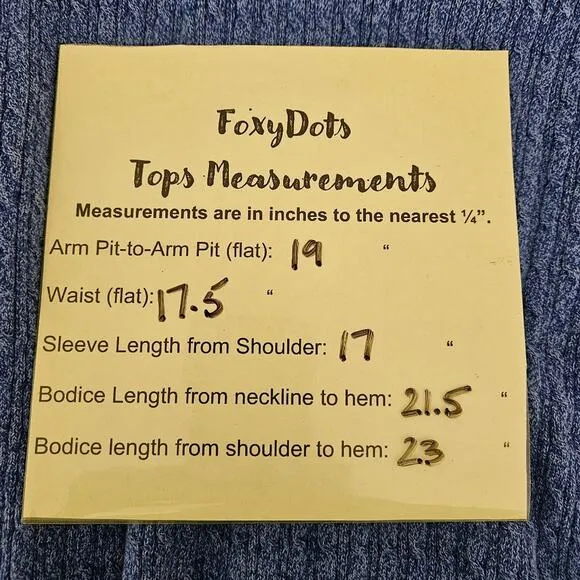 FoxyDots
Tops Measurements
Measurements are in inches to the nearest ¼”.
Arm Pit-to-Arm Pit (flat): 19 “
Waist (flat): 17.5 “
Sleeve Length from Shoulder: 17 “
Bodice Length from neckline to hem: 21.5 “
Bodice length from shoulder to hem: 23 “